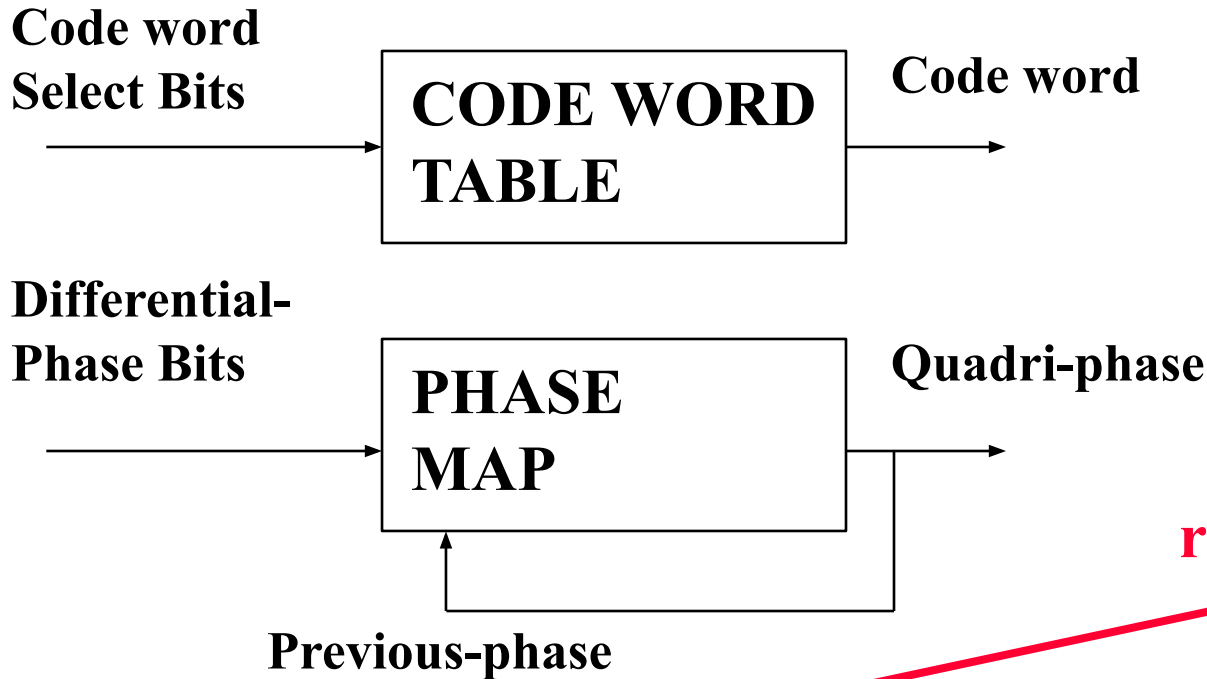 Code word
Select Bits
CODE WORD
TABLE
Code word
Differential-
Phase Bits
PHASE
MAP
Quadri-phase
r
Previous-phase